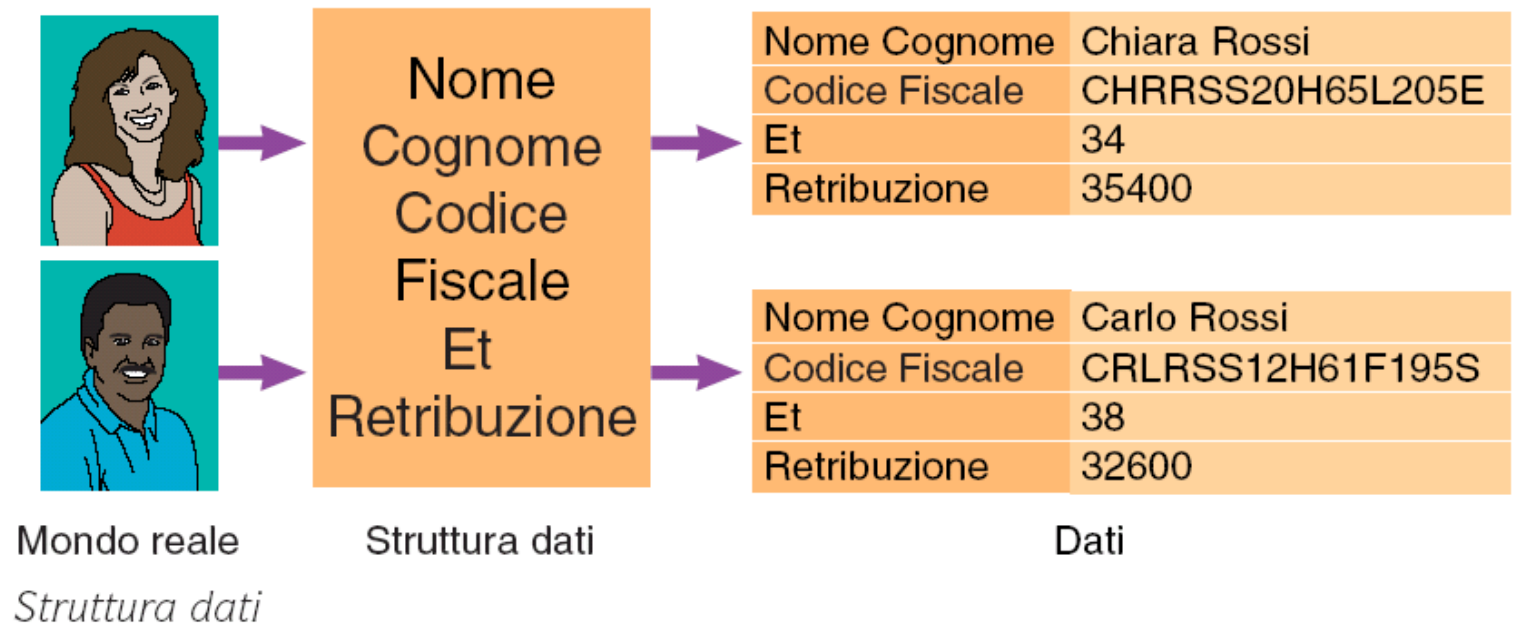 Nome
Cognome
Codice
Fiscale
Et
Retribuzione
Nome Cognome Chiara Rossi
Codice Fiscale CHRRSS20H65L205E
Et 34
Retribuzione 35400
Nome Cognome Carlo Rossi
Codice Fiscale CRLRSS12H61F195S
Et 38
Retribuzione 32600
Mondo reale Struttura dati Dati
Struttura dati